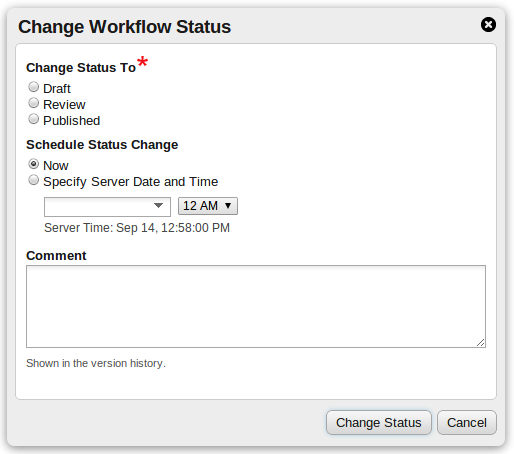 Change Workflow Status
Change Status To*
Draft
Review
Published
Schedule Status Change
Now
Specify Server Date and Time
12 AM
Server Time: Sep 14, 12:58:00 PM
Comment
Shown in the version history.
Change Status Cancel